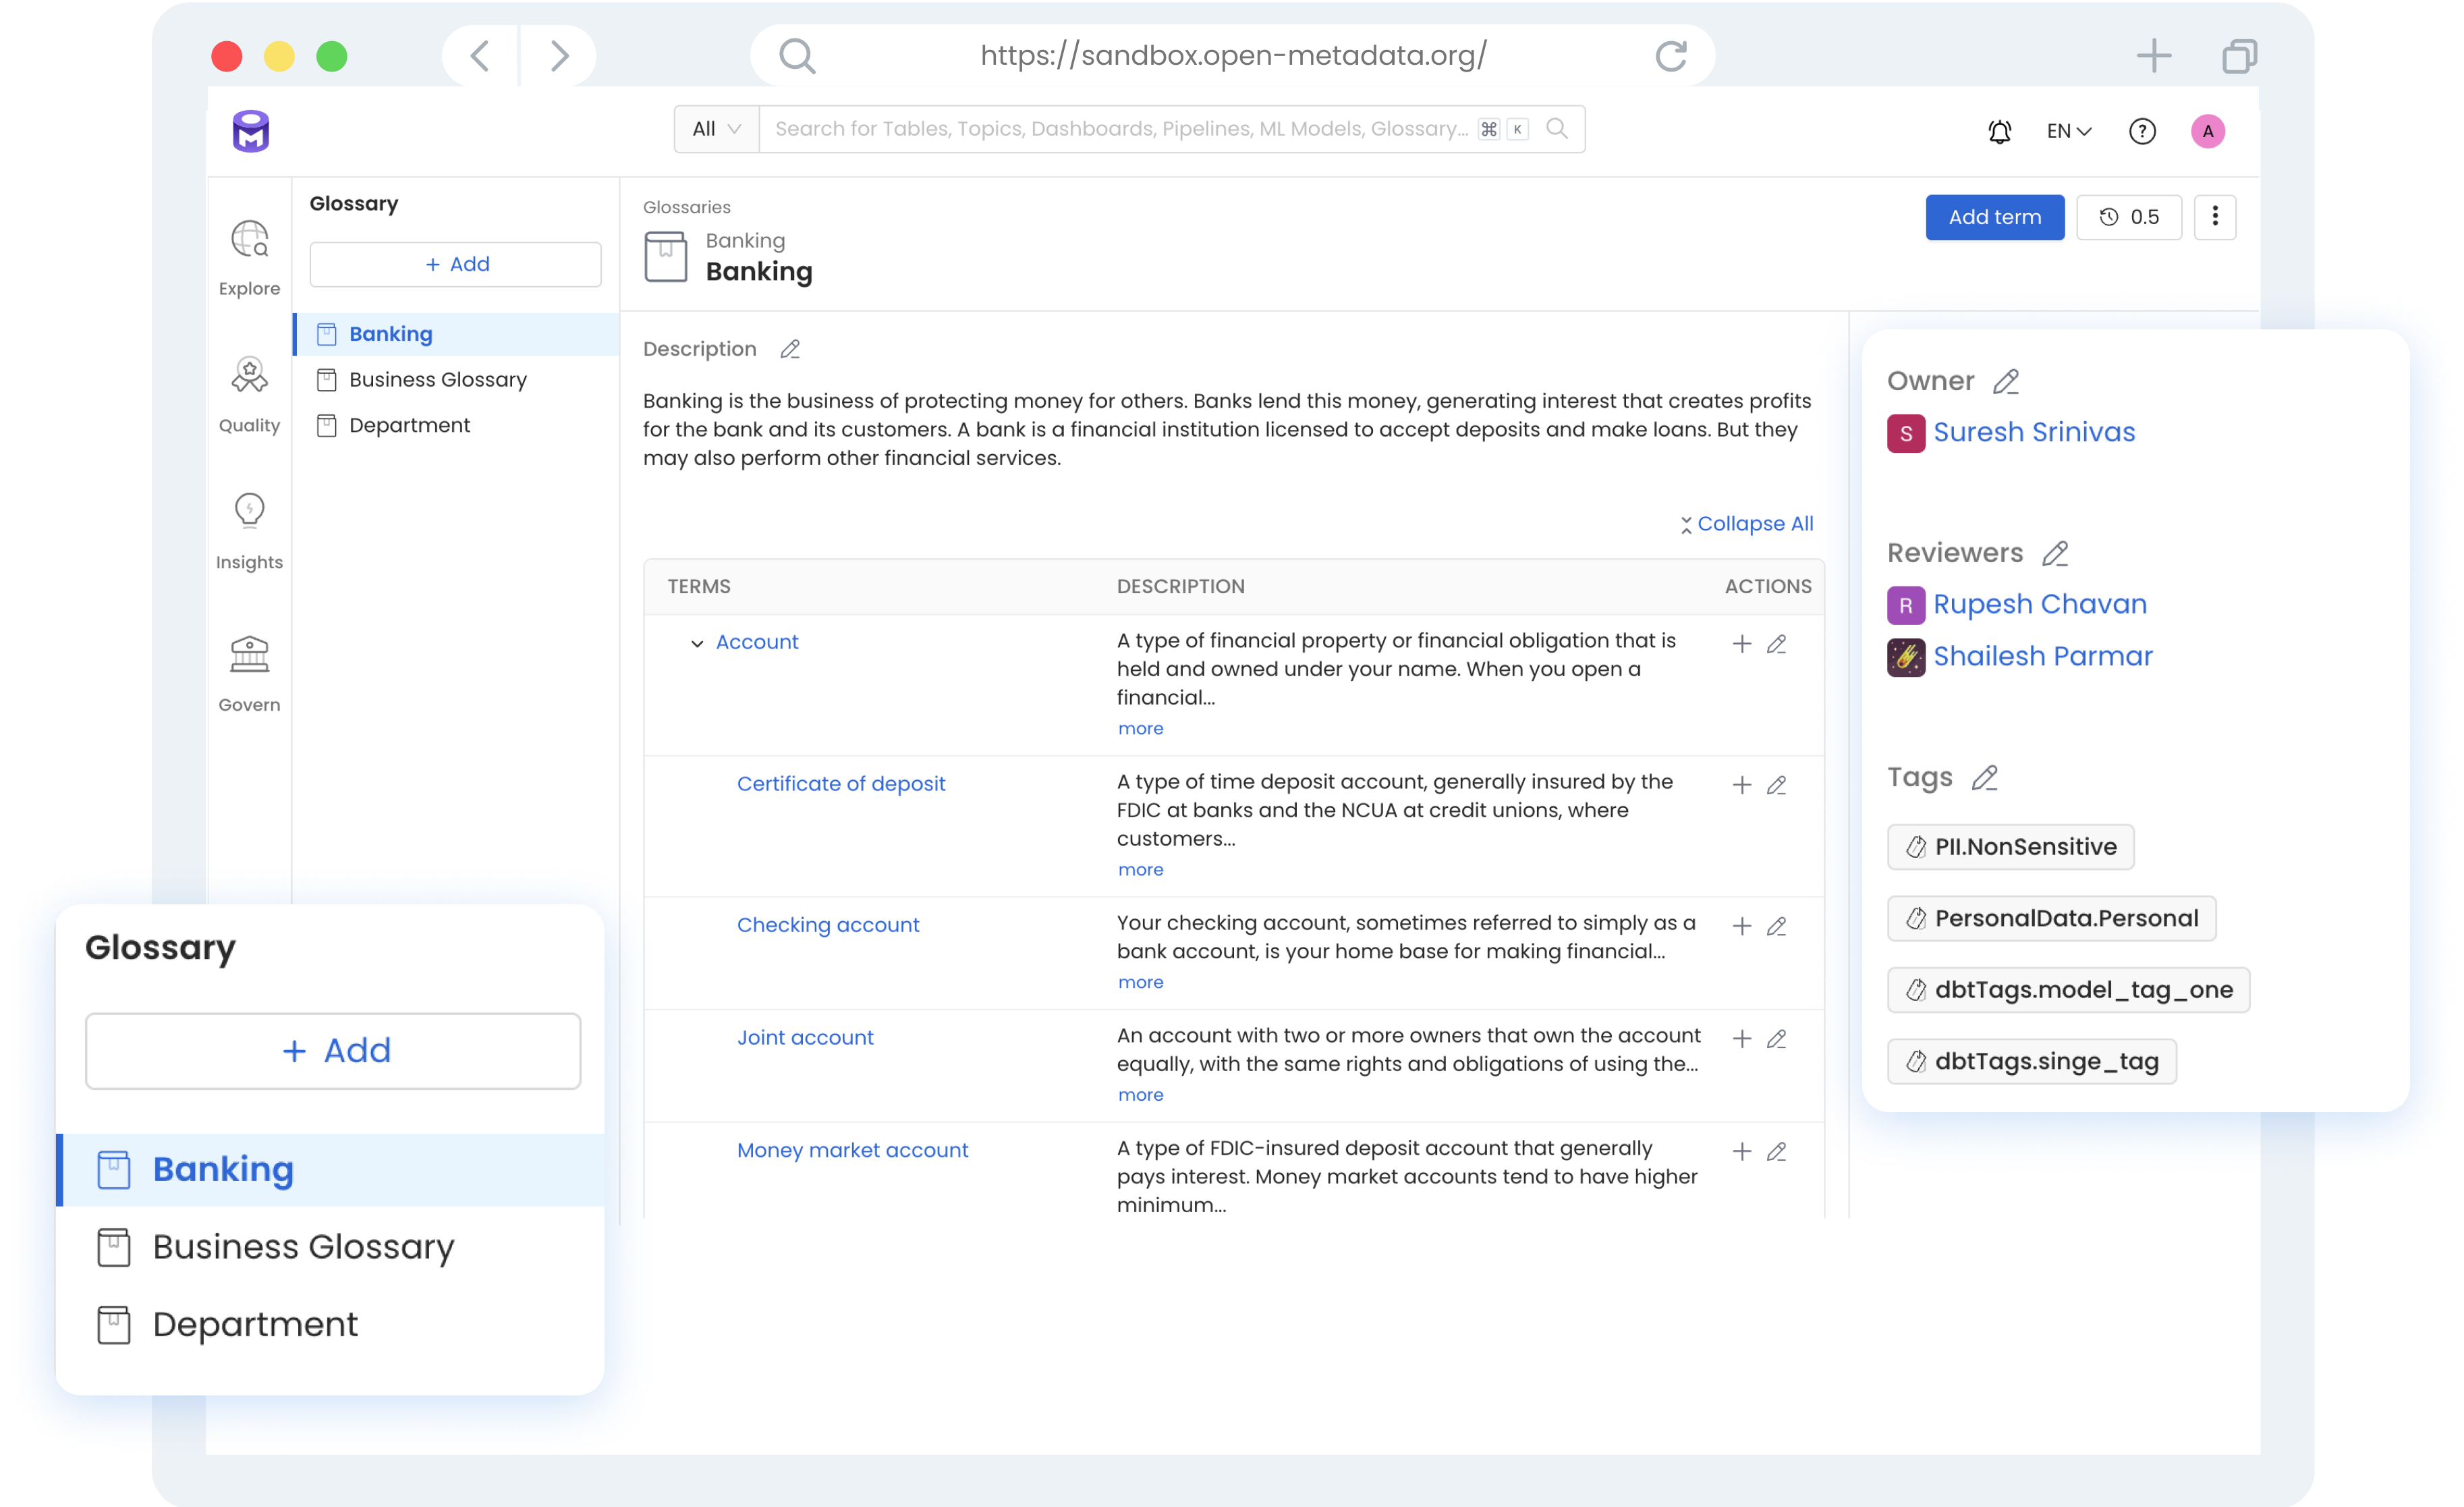 https://sandbox.open-metadata.org/
All
Search for Tables, Topics, Dashboards, Pipelines, ML Models, Glossary... ⌘ K
EN
?
A
Explore
Quality
Insights
Govern
Glossary
+ Add
Banking
Business Glossary
Department
Glossaries
Banking
Banking
Add term
0.5
Description
Banking is the business of protecting money for others. Banks lend this money, generating interest that creates profits
for the bank and its customers. A bank is a financial institution licensed to accept deposits and make loans. But they
may also perform other financial services.
Collapse All
TERMS DESCRIPTION ACTIONS
Account
A type of financial property or financial obligation that is
held and owned under your name. When you open a
financial...
more
Certificate of deposit
A type of time deposit account, generally insured by the
FDIC at banks and the NCUA at credit unions, where
customers...
more
Checking account
Your checking account, sometimes referred to simply as a
bank account, is your home base for making financial...
more
Joint account
An account with two or more owners that own the account
equally, with the same rights and obligations of using the...
more
Money market account
A type of FDIC-insured deposit account that generally
pays interest. Money market accounts tend to have higher
minimum...
Owner
S Suresh Srinivas
Reviewers
R Rupesh Chavan
Shailesh Parmar
Tags
PII.NonSensitive
PersonalData.Personal
dbtTags.model_tag_one
dbtTags.singe_tag
Glossary
+ Add
Banking
Business Glossary
Department